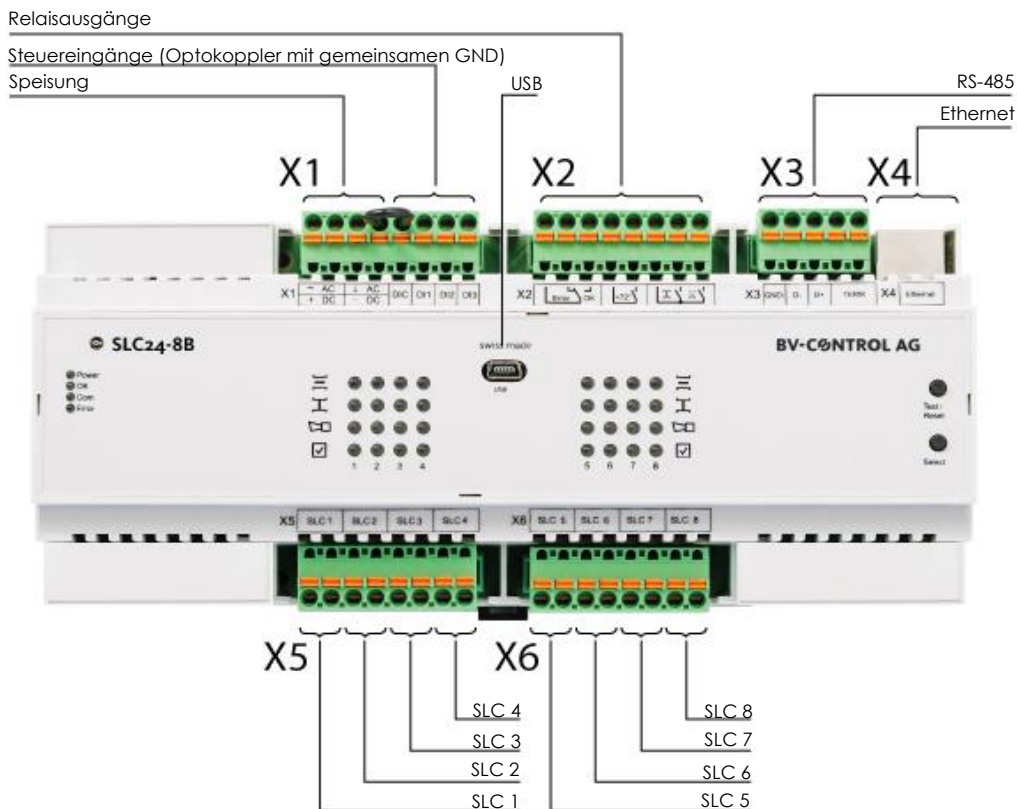 Relaisausgänge
Steuereingänge (Optokoppler mit gemeinsamen GND)
Speisung
USB
RS-485
Ethernet
X1
X2
X3
X4
X1 ~ AC ⏊ AC DIC DI1 DI2 DI3
+ DC - DC
X2 Error OK <72
X3 GND D- D+ TERM X4 Ethernet
SLC24-8B
swiss made
BV-CONTROL AG
USB
Power
OK
Com
Error
Test -
Reset
Select
1 2 3 4
5 6 7 8
X5 SLC 1 SLC 2 SLC 3 SLC 4
X6 SLC 5 SLC 6 SLC 7 SLC 8
X5
X6
SLC 4
SLC 3
SLC 2
SLC 1
SLC 8
SLC 7
SLC 6
SLC 5